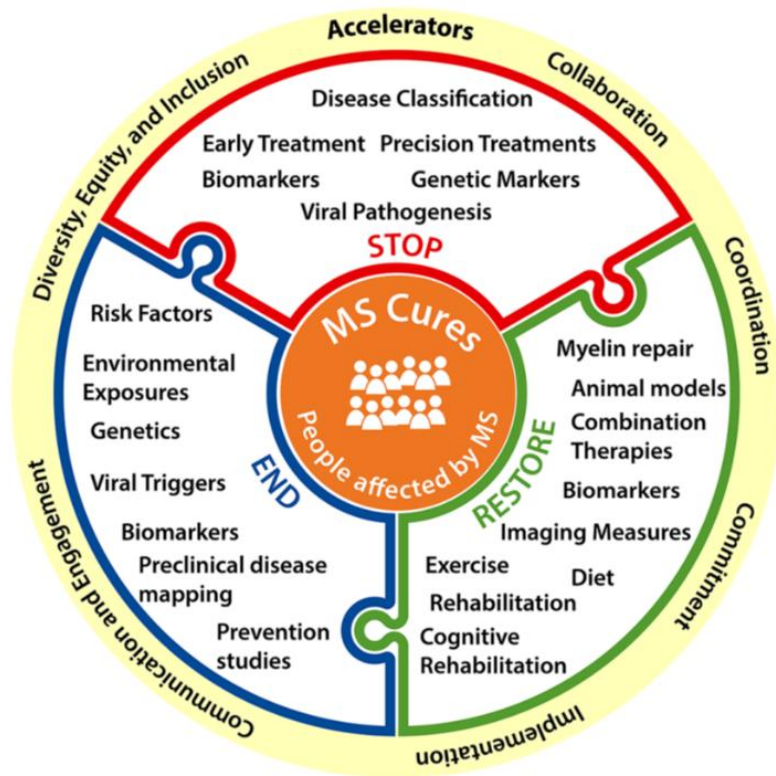 Accelerators
Diversity, Equity, and Inclusion
Collaboration
Coordination
Commitment
Implementation
Communication and Engagement
Disease Classification
Early Treatment
Precision Treatments
Biomarkers
Genetic Markers
Viral Pathogenesis
STOP
MS Cures
People affected by MS
Risk Factors
Environmental
Exposures
Genetics
Viral Triggers
Biomarkers
Preclinical disease
mapping
Prevention
studies
END
RESTORE
Myelin repair
Animal models
Combination
Therapies
Biomarkers
Imaging Measures
Exercise
Diet
Rehabilitation
Cognitive
Rehabilitation